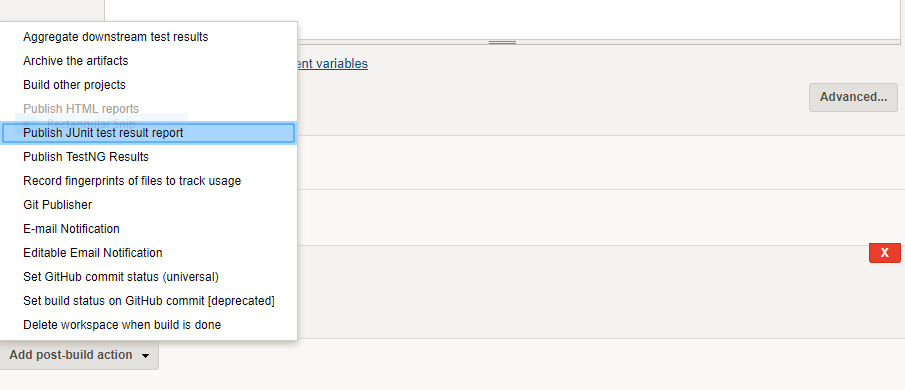 Aggregate downstream test results
Archive the artifacts
ent variables
Build other projects
Advanced...
Publish HTML reports
Rectangular Snip
Publish JUnit test result report
Publish TestNG Results
Record fingerprints of files to track usage
Git Publisher
E-mail Notification
Editable Email Notification
X
Set GitHub commit status (universal)
Set build status on GitHub commit [deprecated]
Delete workspace when build is done
Add post-build action